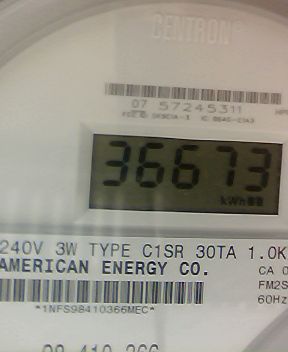 CENTRON
07 57245311
36673
kWh
240V 3W TYPE C1SR 30TA 1.0K
AMERICAN ENERGY CO.
CA 0
FM2S
60Hz
*1NFS98410366MEC*